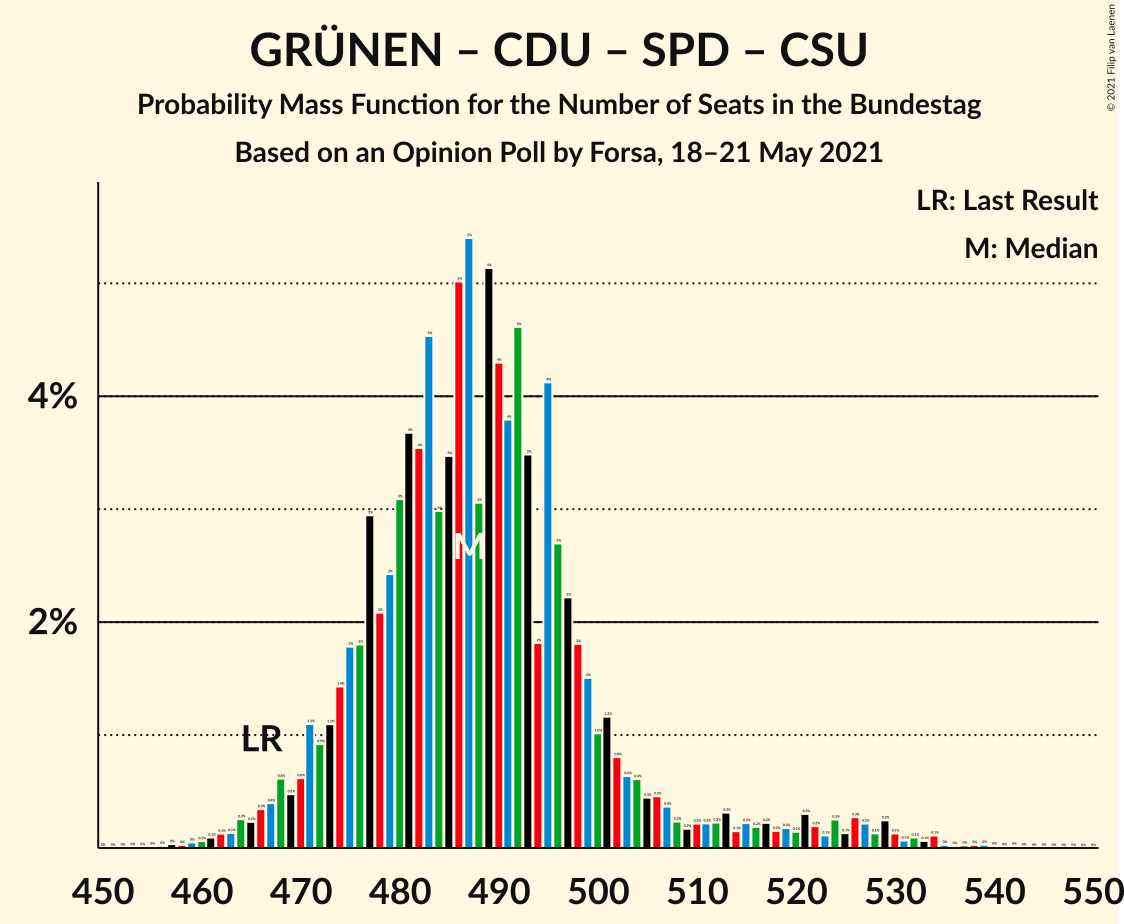 GRÜNEN – CDU – SPD – CSU
Probability Mass Function for the Number of Seats in the Bundestag
Based on an Opinion Poll by Forsa, 18–21 May 2021
© 2021 Filip van Laenen
LR: Last Result
M: Median
4%
2%
LR
M
450 460 470 480 490 500 510 520 530 540 550